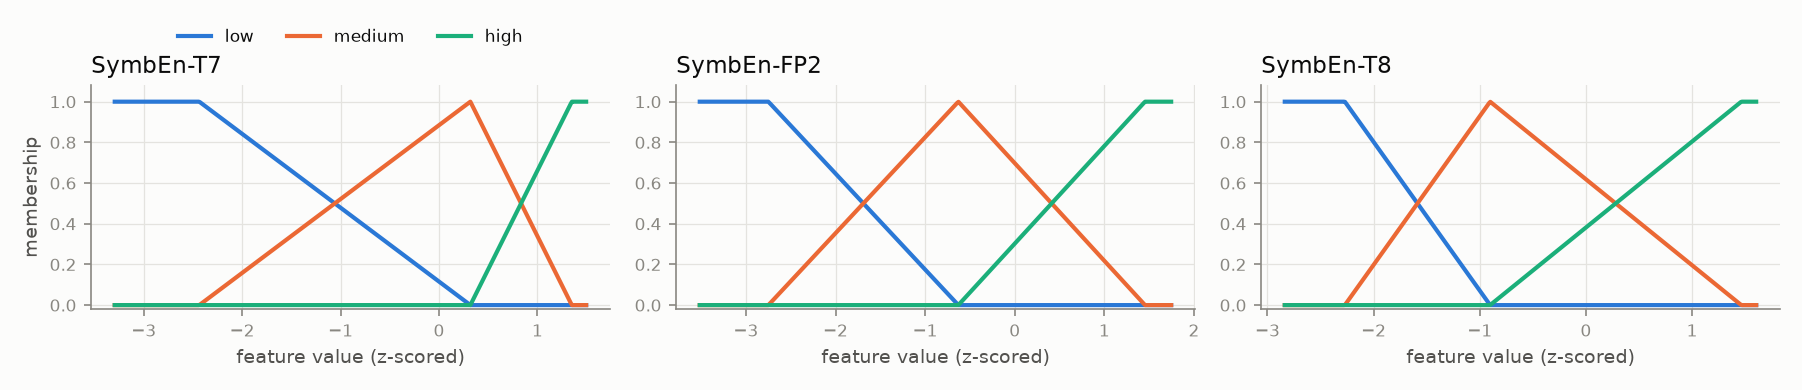 low medium high
SymbEn-T7 SymbEn-FP2 SymbEn-T8
membership
1.0 0.8 0.6 0.4 0.2 0.0
−3 −2 −1 0 1
feature value (z-scored)
1.0 0.8 0.6 0.4 0.2 0.0
−3 −2 −1 0 1 2
feature value (z-scored)
1.0 0.8 0.6 0.4 0.2 0.0
−3 −2 −1 0 1
feature value (z-scored)